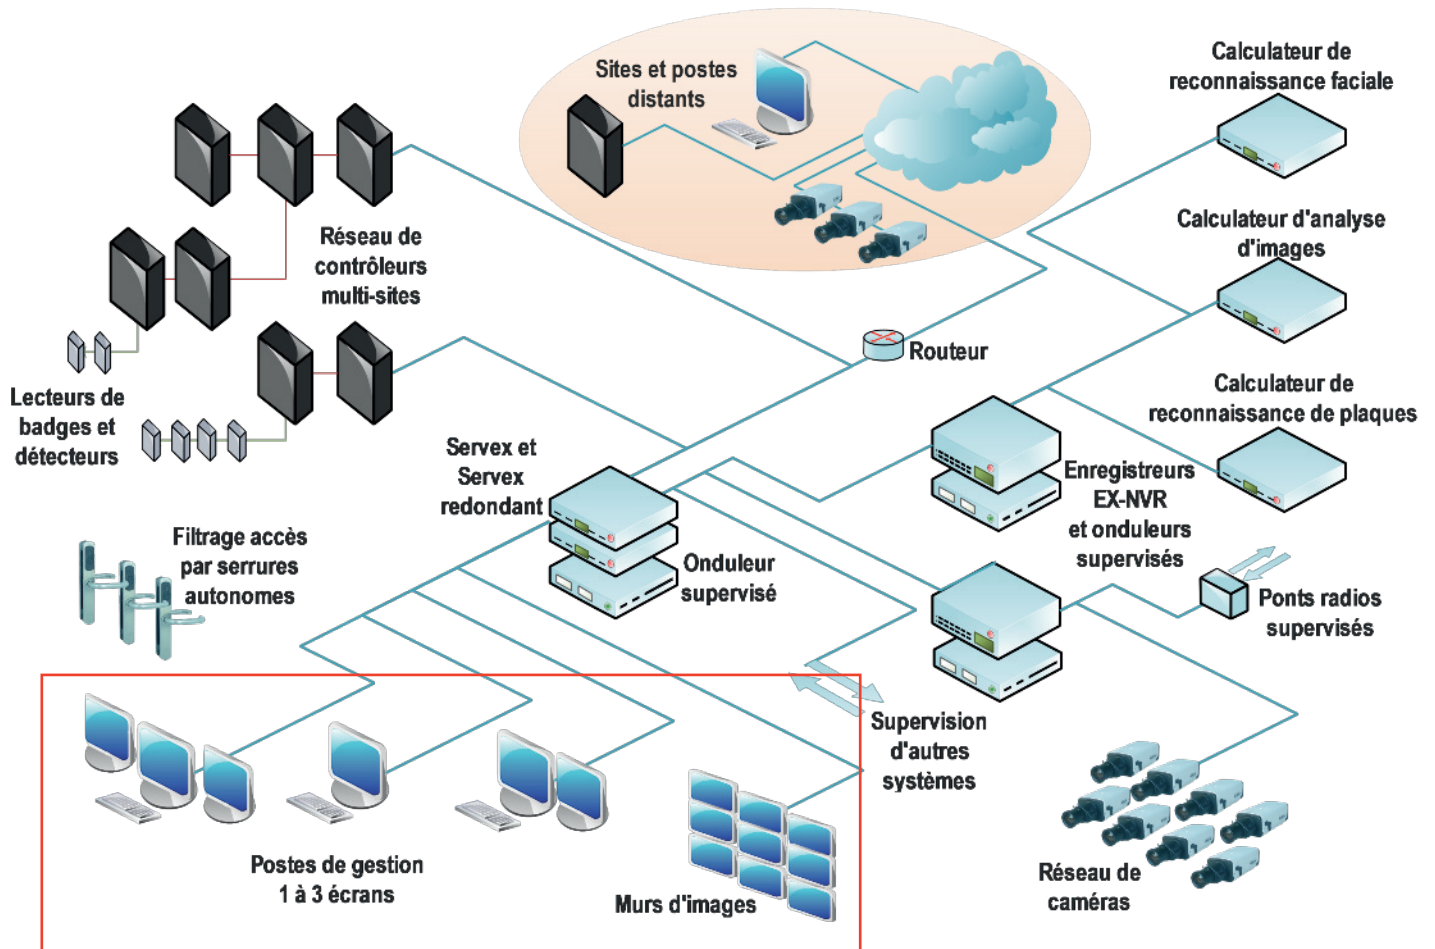 Sites et postes
distants
Calculateur de
reconnaissance faciale
Calculateur d'analyse
d'images
Réseau de
contrôleurs
multi-sites
Routeur
Lecteurs de
badges et
détecteurs
Calculateur de
reconnaissance de plaques
Servex et
Servex
redondant
Enregistreurs
EX-NVR
et onduleurs
supervisés
Filtrage accès
par serrures
autonomes
Onduleur
supervisé
Ponts radios
supervisés
Supervision
d'autres
systèmes
Postes de gestion
1 à 3 écrans
Murs d'images
Réseau de
caméras